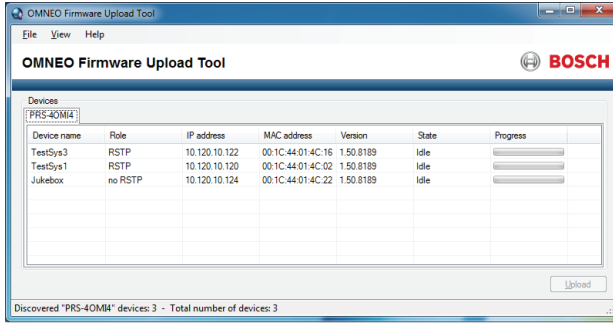 OMNEO Firmware Upload Tool
File View Help
OMNEO Firmware Upload Tool
BOSCH
Devices
PRS-4OMI4
Device name Role IP address MAC address Version State Progress
TestSys3 RSTP 10.120.10.122 00:1C:44:01:4C:16 1.50.8189 Idle
TestSys1 RSTP 10.120.10.120 00:1C:44:01:4C:02 1.50.8189 Idle
Jukebox no RSTP 10.120.10.124 00:1C:44:01:4C:22 1.50.8189 Idle
Upload
Discovered "PRS-4OMI4" devices: 3 - Total number of devices: 3